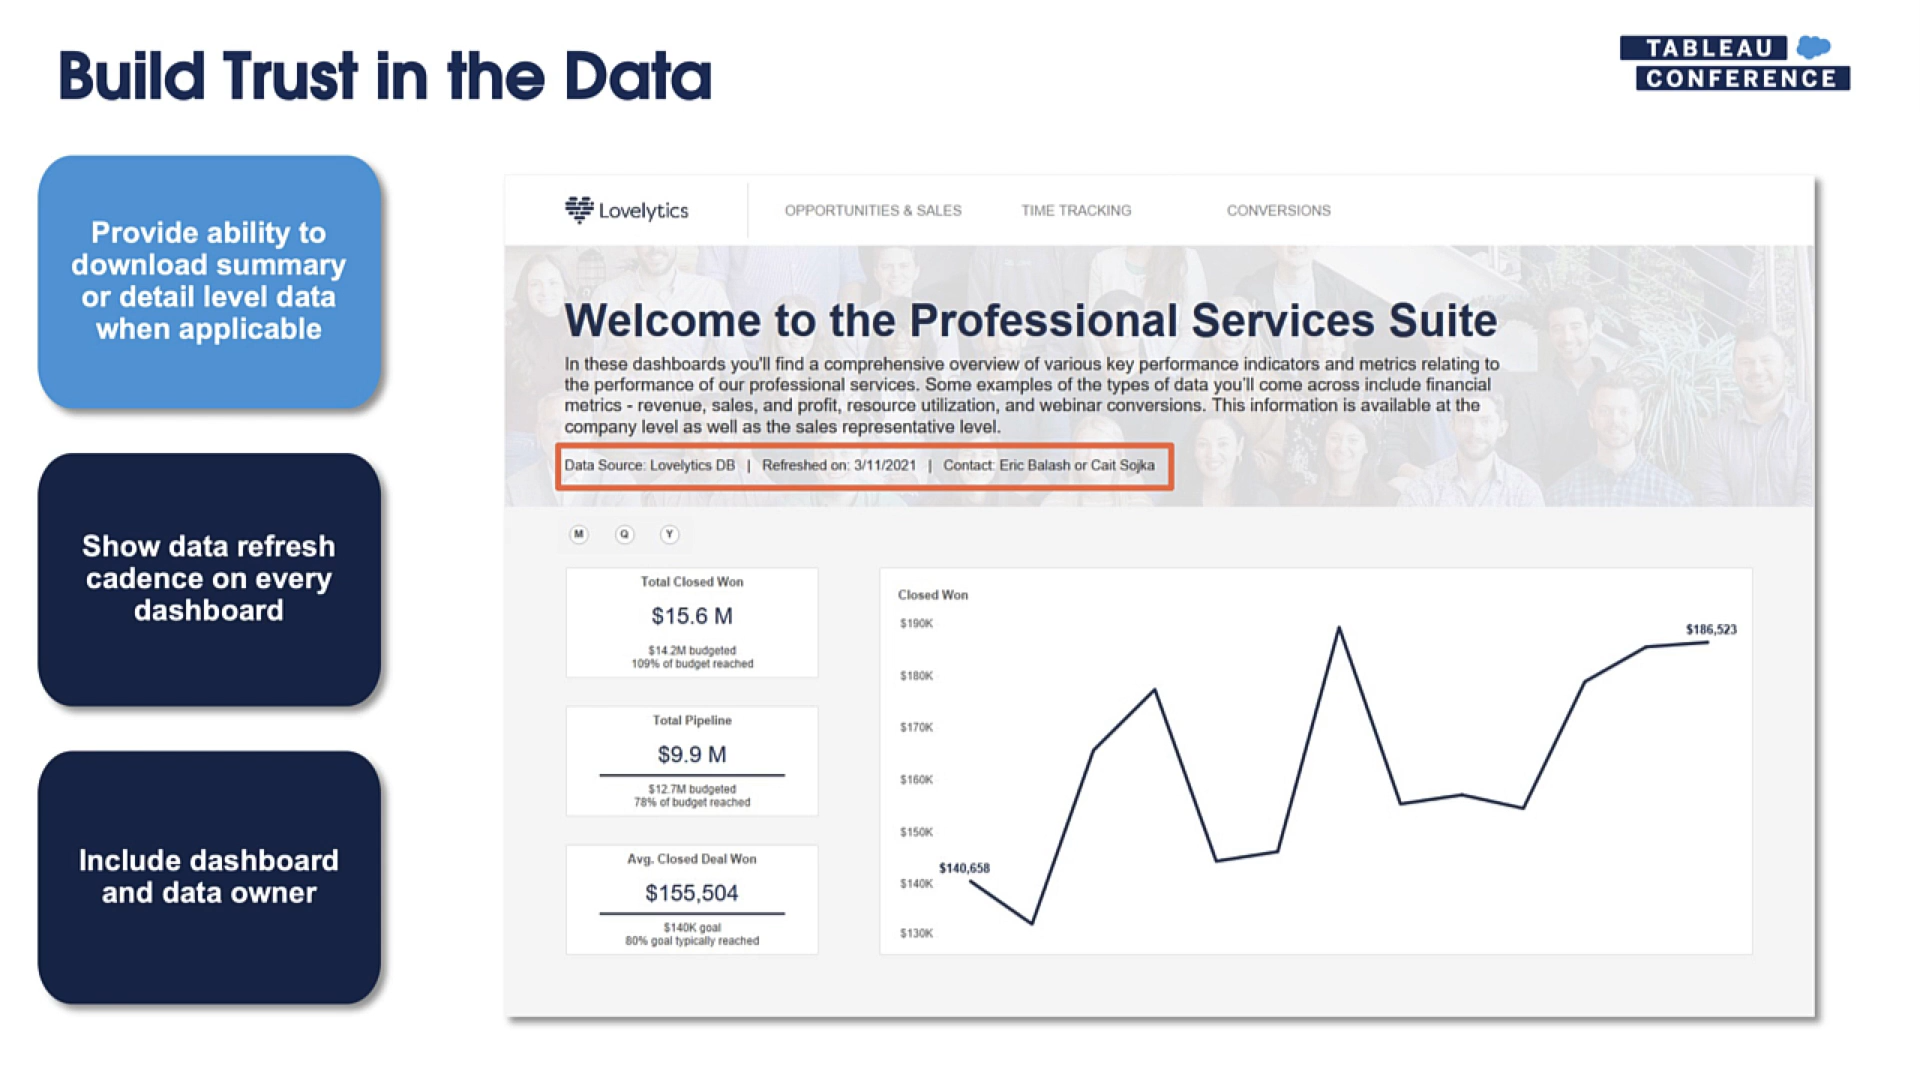 Build Trust in the Data
TABLEAU
CONFERENCE
Provide ability to
download summary
or detail level data
when applicable
Show data refresh
cadence on every
dashboard
Include dashboard
and data owner
Lovelytics
OPPORTUNITIES & SALES
TIME TRACKING
CONVERSIONS
Welcome to the Professional Services Suite
In these dashboards you'll find a comprehensive overview of various key performance indicators and metrics relating to
the performance of our professional services. Some examples of the types of data you'll come across include financial
metrics - revenue, sales, and profit, resource utilization, and webinar conversions. This information is available at the
company level as well as the sales representative level.
Data Source: Lovelytics DB | Refreshed on: 3/11/2021 | Contact: Eric Balash or Cait Sojka
M Q Y
Total Closed Won
$15.6 M
$14.2M budgeted
109% of budget reached
Total Pipeline
$9.9 M
$12.7M budgeted
78% of budget reached
Avg. Closed Deal Won
$155,504
$140K goal
80% goal typically reached
Closed Won
$190K
$186,523
$180K
$170K
$160K
$150K
$140,658
$140K
$130K